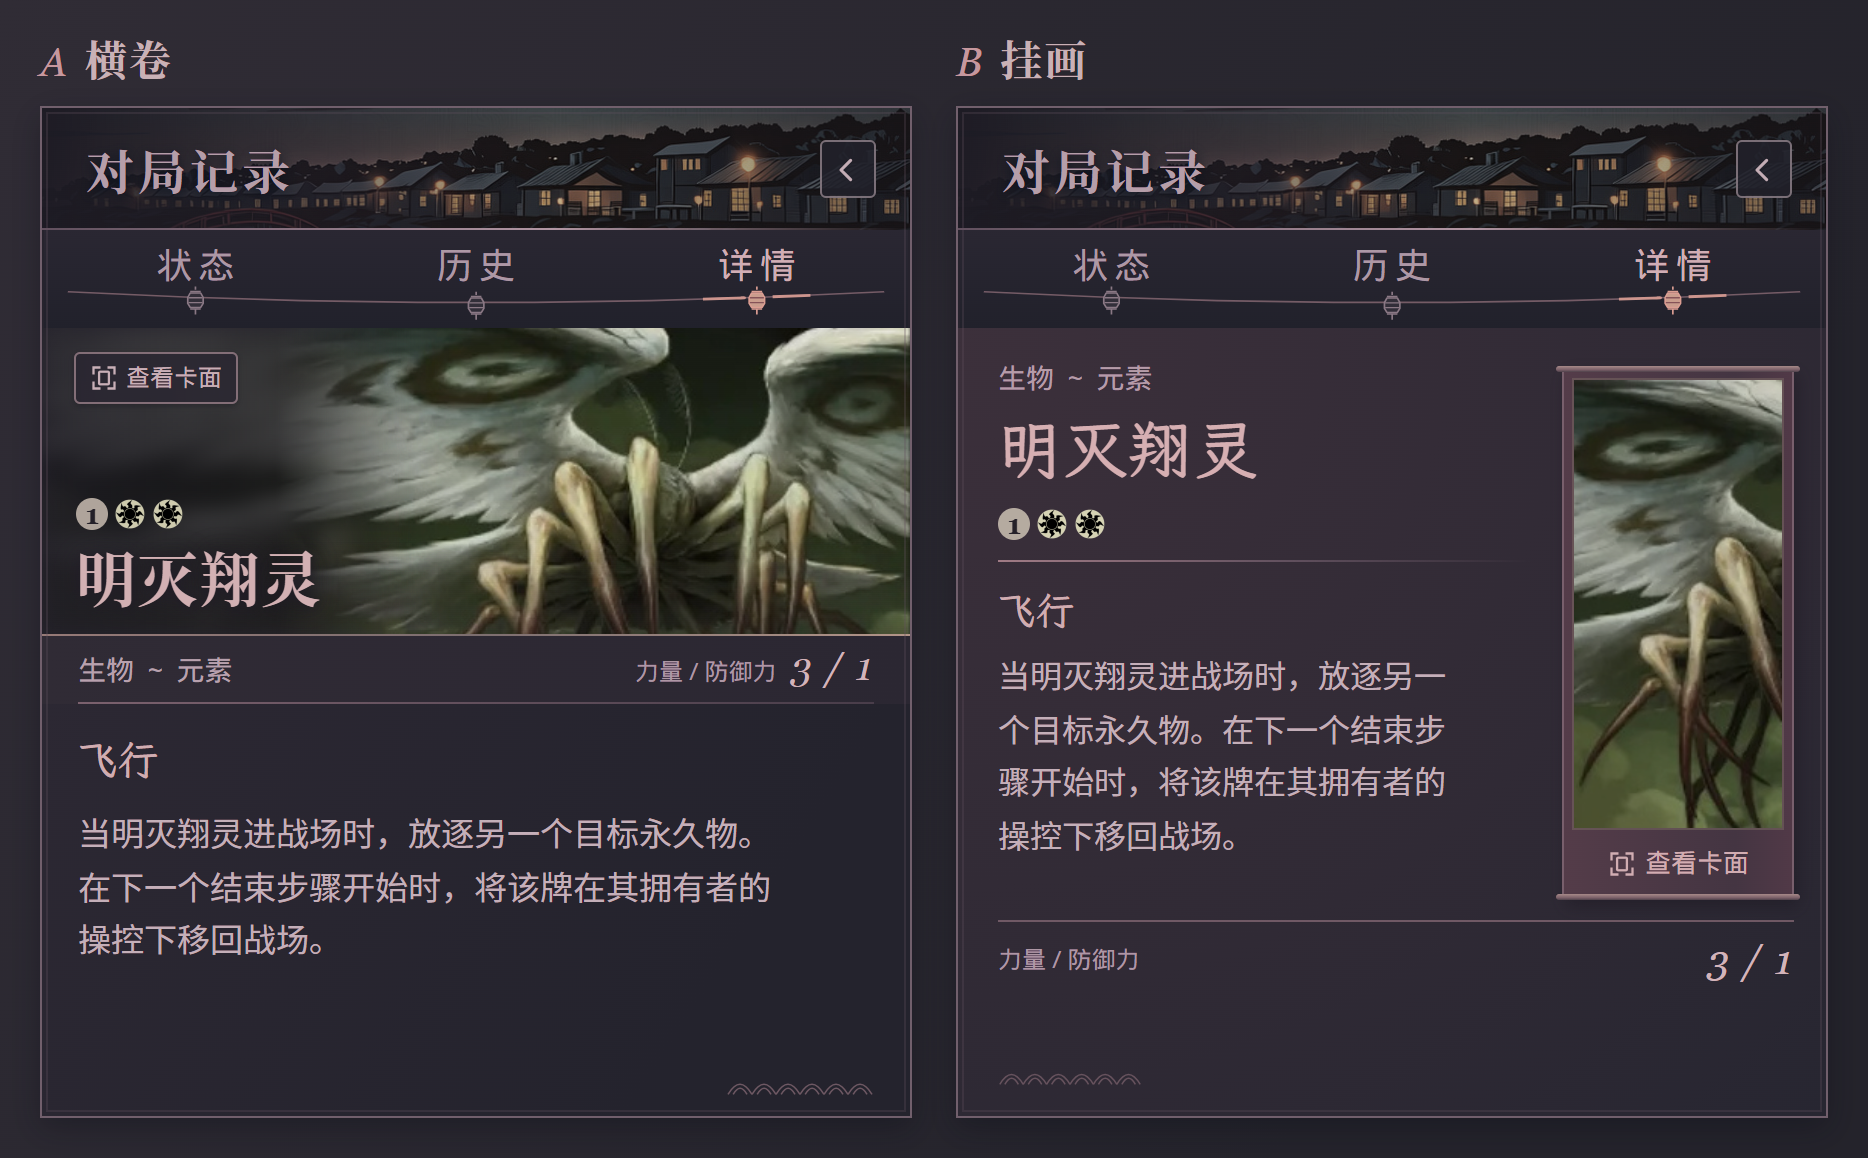 A 横卷
对局记录
状态 历史 详情
查看卡面
1
明灭翔灵
生物 ~ 元素 力量 / 防御力 3 / 1
飞行
当明灭翔灵进战场时，放逐另一个目标永久物。
在下一个结束步骤开始时，将该牌在其拥有者的
操控下移回战场。
B 挂画
对局记录
状态 历史 详情
生物 ~ 元素
明灭翔灵
1
飞行
当明灭翔灵进战场时，放逐另一
个目标永久物。在下一个结束步
骤开始时，将该牌在其拥有者的
操控下移回战场。
查看卡面
力量 / 防御力 3 / 1